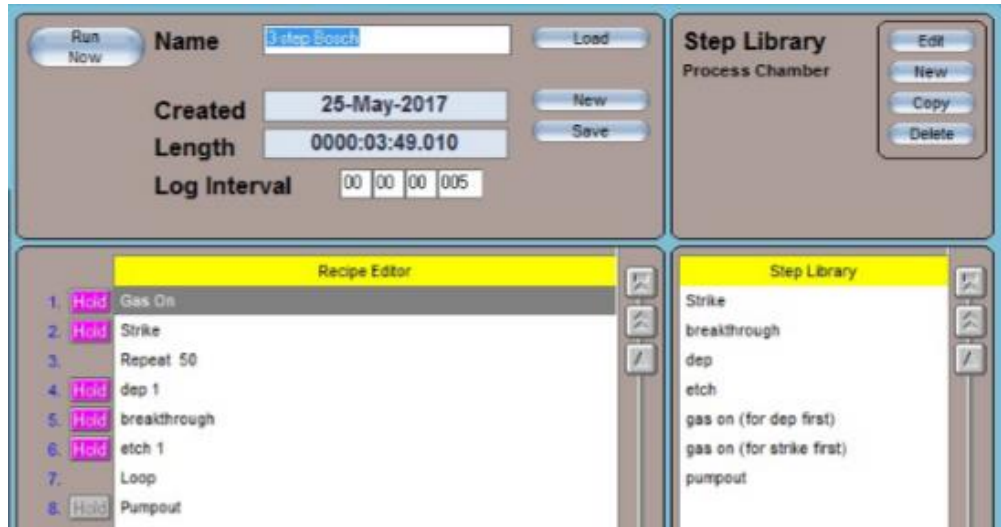 Run Now
Name
3-step Bosch
Load
Created
25-May-2017
New
Length
0000:03:49.010
Save
Log Interval
00 00 00 005
Step Library
Process Chamber
Edit
New
Copy
Delete
Recipe Editor
1. Hold Gas On
2. Hold Strike
3. Repeat 50
4. Hold dep 1
5. Hold breakthrough
6. Hold etch 1
7. Loop
8. Hold Pumpout
Step Library
Strike
breakthrough
dep
etch
gas on (for dep first)
gas on (for strike first)
pumpout